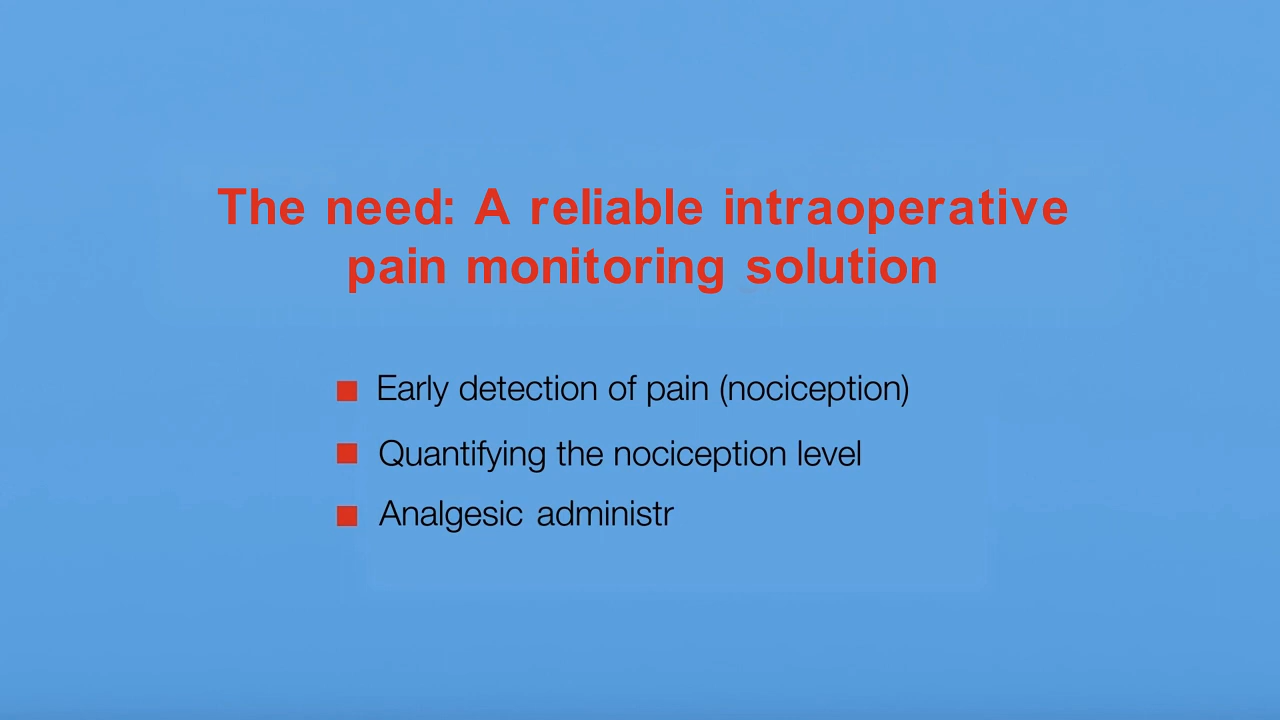 The need: A reliable intraoperative
pain monitoring solution
Early detection of pain (nociception)
Quantifying the nociception level
Analgesic administr